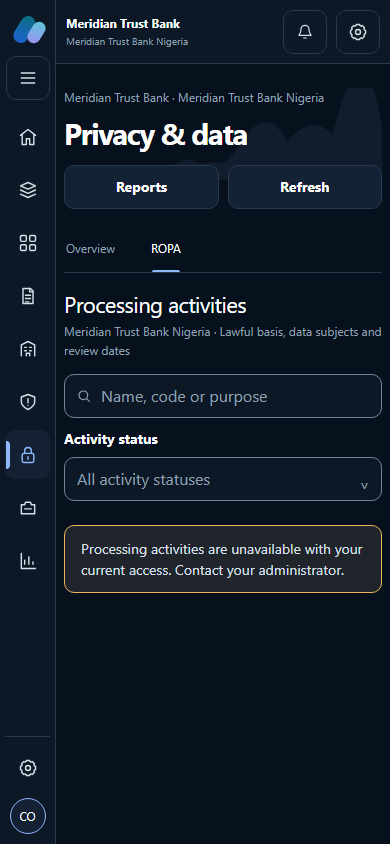 Meridian Trust Bank
Meridian Trust Bank Nigeria
Meridian Trust Bank · Meridian Trust Bank Nigeria
Privacy & data
Reports
Refresh
Overview
ROPA
Processing activities
Meridian Trust Bank Nigeria · Lawful basis, data subjects and
review dates
Name, code or purpose
Activity status
All activity statuses
Processing activities are unavailable with your
current access. Contact your administrator.
CO